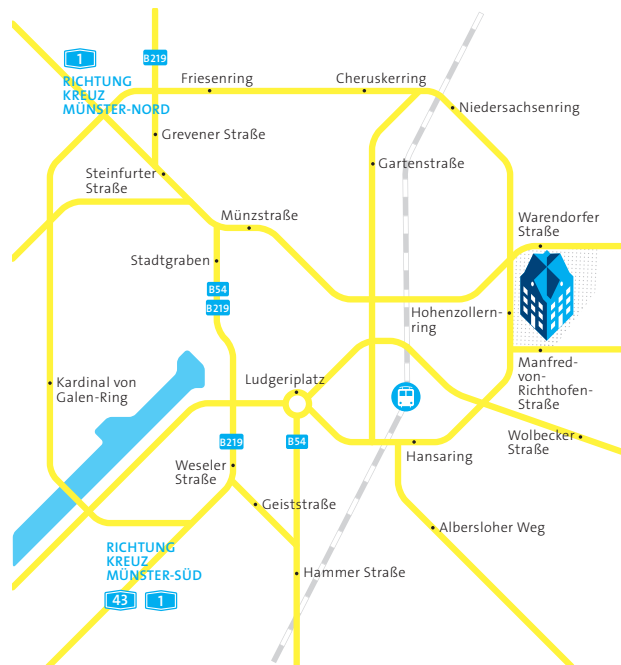 1
B219
RICHTUNG
KREUZ
MÜNSTER-NORD
Friesenring
Cheruskerring
Niedersachsenring
Grevener Straße
Gartenstraße
Steinfurter
Straße
Münzstraße
Warendorfer
Straße
Stadtgraben
B54
B219
Hohenzollern-
ring
Kardinal von
Galen-Ring
Ludgeriplatz
Manfred-
von-
Richthofen-
Straße
B219
B54
Wolbecker
Straße
Hansaring
Weseler
Straße
Geiststraße
Albersloher Weg
RICHTUNG
KREUZ
MÜNSTER-SÜD
Hammer Straße
43
1